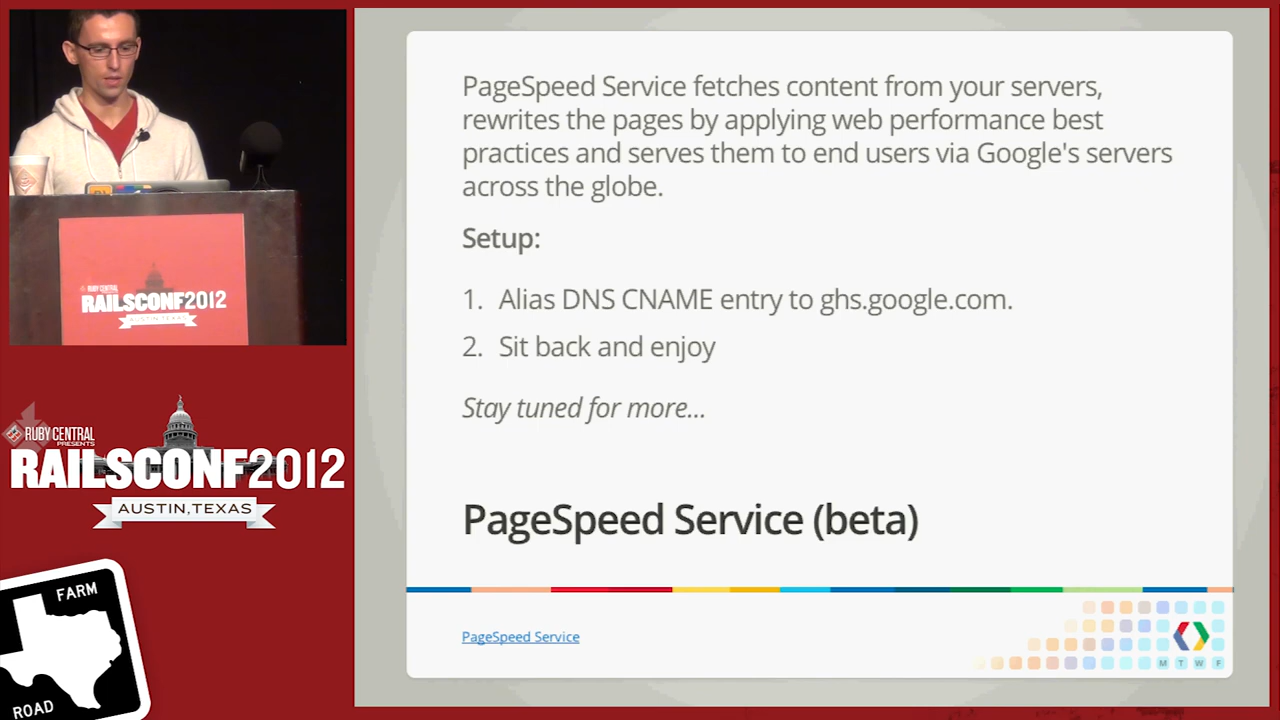 PageSpeed Service fetches content from your servers,
rewrites the pages by applying web performance best
practices and serves them to end users via Google's servers
across the globe.
Setup:
1. Alias DNS CNAME entry to ghs.google.com.
2. Sit back and enjoy
Stay tuned for more...
PageSpeed Service (beta)
PageSpeed Service
M T W F
RUBY CENTRAL
RAILSCONF2012
AUSTIN, TEXAS
RUBY CENTRAL
PRESENTS
RAILSCONF2012
AUSTIN, TEXAS
FARM
ROAD